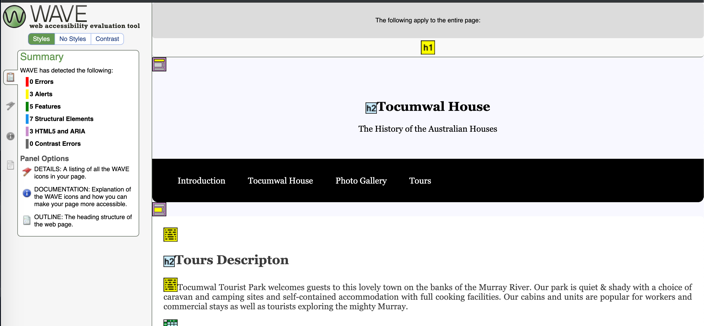 WAVE
web accessibility evaluation tool
Styles No Styles Contrast
Summary
WAVE has detected the following:
0 Errors
3 Alerts
5 Features
7 Structural Elements
3 HTML5 and ARIA
0 Contrast Errors
Panel Options
DETAILS: A listing of all the WAVE
icons in your page.
DOCUMENTATION: Explanation of
the WAVE icons and how you can
make your page more accessible.
OUTLINE: The heading structure of
the web page.
The following apply to the entire page:
h1
h2 Tocumwal House
The History of the Australian Houses
Introduction Tocumwal House Photo Gallery Tours
h2 Tours Descripton
Tocumwal Tourist Park welcomes guests to this lovely town on the banks of the Murray River. Our park is quiet & shady with a choice of
caravan and camping sites and self-contained accommodation with full cooking facilities. Our cabins and units are popular for workers and
commercial stays as well as tourists exploring the mighty Murray.